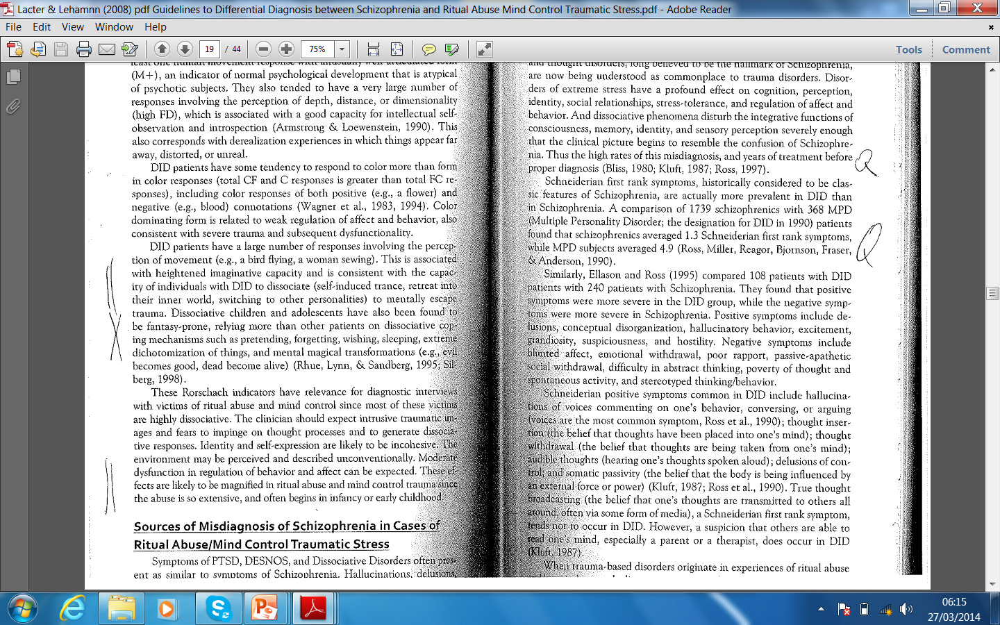 Lacter & Lehamnn (2008) pdf Guidelines to Differential Diagnosis between Schizophrenia and Ritual Abuse Mind Control Traumatic Stress.pdf - Adobe Reader
File Edit View Window Help
19 / 44 75% Tools Comment
least one human movement response with unusually well articulated form
(M+), an indicator of normal psychological development that is atypical
of psychotic subjects. They also tended to have a very large number of
responses involving the perception of depth, distance, or dimensionality
(high FD), which is associated with a good capacity for intellectual self-
observation and introspection (Armstrong & Loewenstein, 1990). This
also corresponds with derealization experiences in which things appear far
away, distorted, or unreal.
DID patients have some tendency to respond to color more than form
in color responses (total CF and C responses is greater than total FC re-
sponses), including color responses of both positive (e.g., a flower) and
negative (e.g., blood) connotations (Wagner et al., 1983, 1994). Color
dominating form is related to weak regulation of affect and behavior, also
consistent with severe trauma and subsequent dysfunctionality.
DID patients have a large number of responses involving the percep-
tion of movement (e.g., a bird flying, a woman sewing). This is associated
with heightened imaginative capacity and is consistent with the capac-
ity of individuals with DID to dissociate (self-induced trance, retreat into
their inner world, switching to other personalities) to mentally escape
trauma. Dissociative children and adolescents have also been found to
be fantasy-prone, relying more than other patients on dissociative cop-
ing mechanisms such as pretending, forgetting, wishing, sleeping, extreme
dichotomization of things, and mental magical transformations (e.g., evil
becomes good, dead become alive) (Rhue, Lynn, & Sandberg, 1995; Sil-
berg, 1998).
These Rorschach indicators have relevance for diagnostic interviews
with victims of ritual abuse and mind control since most of these victims
are highly dissociative. The clinician should expect intrusive traumatic im-
ages and fears to impinge on thought processes and to generate dissocia-
tive responses. Identity and self-expression are likely to be incohesive. The
environment may be perceived and described unconventionally. Moderate
dysfunction in regulation of behavior and affect can be expected. These ef-
fects are likely to be magnified in ritual abuse and mind control trauma since
the abuse is so extensive, and often begins in infancy or early childhood.
Sources of Misdiagnosis of Schizophrenia in Cases of
Ritual Abuse/Mind Control Traumatic Stress
Symptoms of PTSD, DESNOS, and Dissociative Disorders often pres-
ent as similar to symptoms of Schizophrenia. Hallucinations, delusions,
and thought disorders, long believed to be the hallmark of Schizophrenia,
are now being understood as commonplace to trauma disorders. Disor-
ders of extreme stress have a profound effect on cognition, perception,
identity, social relationships, stress-tolerance, and regulation of affect and
behavior. And dissociative phenomena disturb the integrative functions of
consciousness, memory, identity, and sensory perception severely enough
that the clinical picture begins to resemble the confusion of Schizophre-
nia. Thus the high rates of this misdiagnosis, and years of treatment before
proper diagnosis (Bliss, 1980; Kluft, 1987; Ross, 1997).
Q
Schneiderian first rank symptoms, historically considered to be clas-
sic features of Schizophrenia, are actually more prevalent in DID than
in Schizophrenia. A comparison of 1739 schizophrenics with 368 MPD
(Multiple Personality Disorder; the designation for DID in 1990) patients
found that schizophrenics averaged 1.3 Schneiderian first rank symptoms,
while MPD subjects averaged 4.9 (Ross, Miller, Reagor, Bjornson, Fraser,
& Anderson, 1990).
Q
Similarly, Ellason and Ross (1995) compared 108 patients with DID
patients with 240 patients with Schizophrenia. They found that positive
symptoms were more severe in the DID group, while the negative symp-
toms were more severe in Schizophrenia. Positive symptoms include de-
lusions, conceptual disorganization, hallucinatory behavior, excitement,
grandiosity, suspiciousness, and hostility. Negative symptoms include
blunted affect, emotional withdrawal, poor rapport, passive-apathetic
social withdrawal, difficulty in abstract thinking, poverty of thought and
spontaneous activity, and stereotyped thinking/behavior.
Schneiderian positive symptoms common in DID include hallucina-
tions of voices commenting on one's behavior, conversing, or arguing
(voices are the most common symptom, Ross et al., 1990); thought inser-
tion (the belief that thoughts have been placed into one's mind); thought
withdrawal (the belief that thoughts are being taken from one's mind);
audible thoughts (hearing one's thoughts spoken aloud); delusions of con-
trol; and somatic passivity (the belief that the body is being influenced by
an external force or power) (Kluft, 1987; Ross et al., 1990). True thought
broadcasting (the belief that one's thoughts are transmitted to others all
around, often via some form of media), a Schneiderian first rank symptom,
tends not to occur in DID. However, a suspicion that others are able to
read one's mind, especially a parent or a therapist, does occur in DID
(Kluft, 1987).
When trauma-based disorders originate in experiences of ritual abuse
06:15
27/03/2014